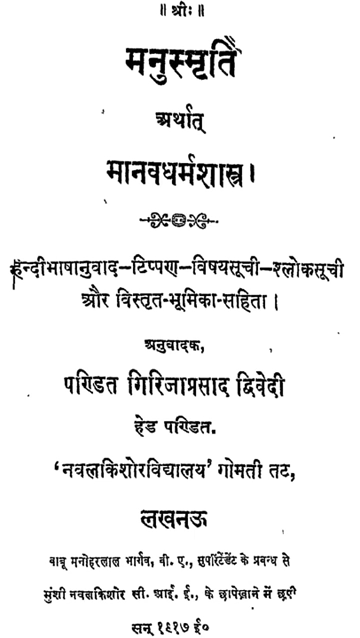 ॥ श्रीः ॥
मनुस्मृति
अर्थात्
मानवधर्मशास्त्र।
हिन्दीभाषानुवाद–टिप्पण–विषयसूची–श्लोकसूची
और विस्तृत-भूमिका-सहिता।
अनुवादक,
पण्डित गिरिजाप्रसाद द्विवेदी
हेड पण्डित.
‘नवलकिशोरविद्यालय’ गोमती तट,
लखनऊ
बाबू मनोहरलाल भार्गव, बी. ए., सुपरिंटेंडेंट के प्रबन्ध से
मुंशी नवलकिशोर सी. आई. ई., के छापेख़ाने में छपी
सन् १९१७ ई०